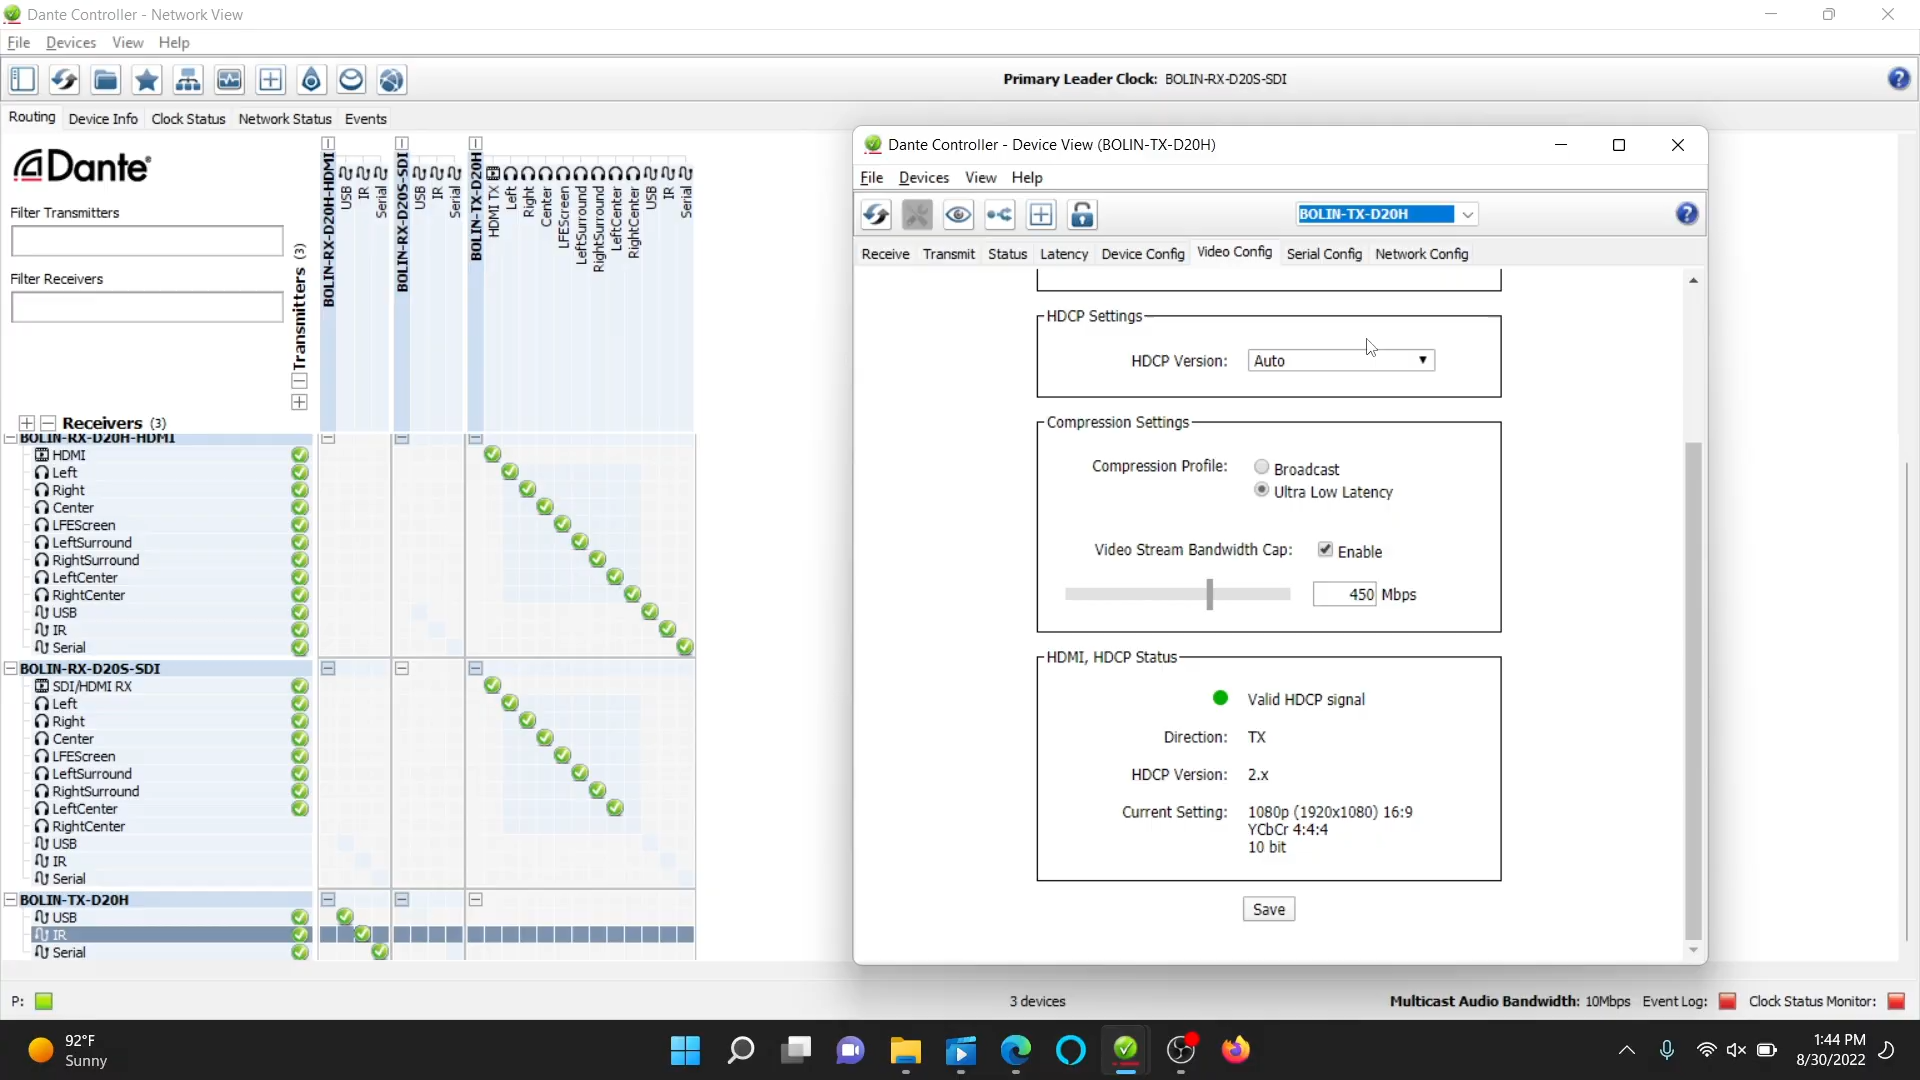 Dante Controller - Network View
File Devices View Help
Primary Leader Clock: BOLIN-RX-D20S-SDI
Routing Device Info Clock Status Network Status Events
Dante
Filter Transmitters
Filter Receivers
Transmitters (3)
BOLIN-RX-D20H-HDMI
USB
IR
Serial
BOLIN-RX-D20S-SDI
USB
IR
Serial
BOLIN-TX-D20H
HDMI TX
Left
Right
Center
LFEScreen
LeftSurround
RightSurround
LeftCenter
RightCenter
USB
IR
Serial
Receivers (3)
BOLIN-RX-D20H-HDMI
HDMI
Left
Right
Center
LFEScreen
LeftSurround
RightSurround
LeftCenter
RightCenter
USB
IR
Serial
BOLIN-RX-D20S-SDI
SDI/HDMI RX
Left
Right
Center
LFEScreen
LeftSurround
RightSurround
LeftCenter
RightCenter
USB
IR
Serial
BOLIN-TX-D20H
USB
IR
Serial
Dante Controller - Device View (BOLIN-TX-D20H)
File Devices View Help
BOLIN-TX-D20H
Receive Transmit Status Latency Device Config Video Config Serial Config Network Config
HDCP Settings
HDCP Version: Auto
Compression Settings
Compression Profile: Broadcast
Ultra Low Latency
Video Stream Bandwidth Cap: Enable
450 Mbps
HDMI, HDCP Status
Valid HDCP signal
Direction: TX
HDCP Version: 2.x
Current Setting: 1080p (1920x1080) 16:9
YCbCr 4:4:4
10 bit
Save
P: 3 devices Multicast Audio Bandwidth: 10Mbps Event Log: Clock Status Monitor:
92°F
Sunny
1:44 PM
8/30/2022